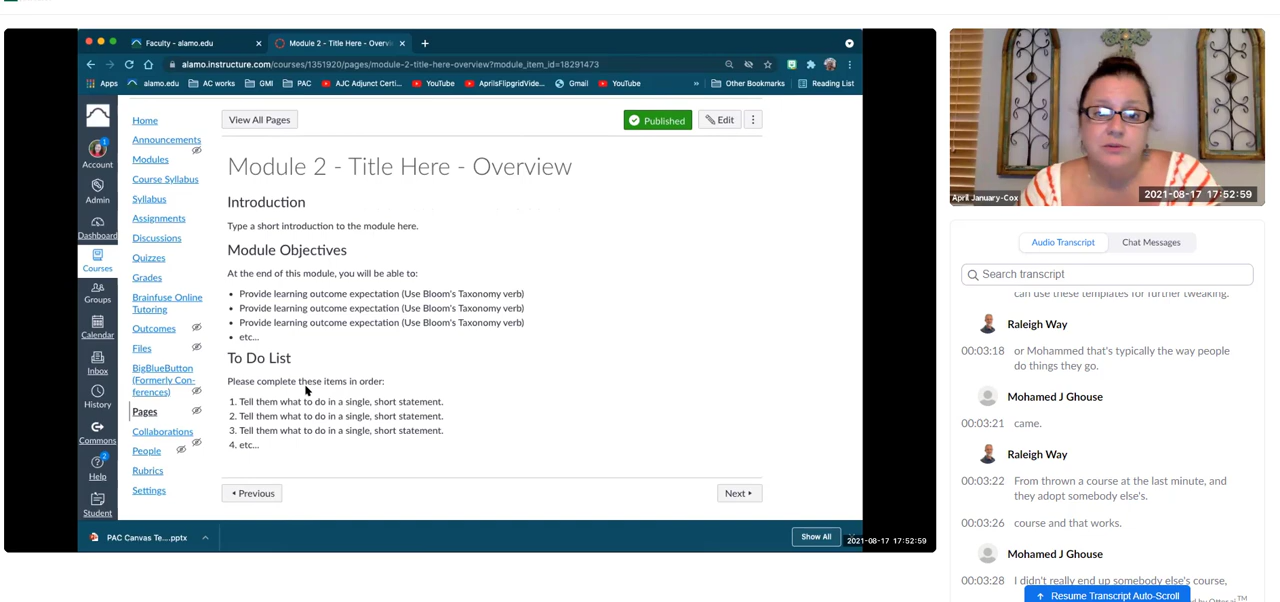 Faculty - alamo.edu
Module 2 - Title Here - Overvi
alamo.instructure.com/courses/1351920/pages/module-2-title-here-overview?module_item_id=18291473
Apps
alamo.edu
AC works
GMI
PAC
AJC Adjunct Certi...
YouTube
AprilsFlipgridVide...
Gmail
YouTube
»
Other Bookmarks
Reading List
Account
Admin
Dashboard
Courses
Groups
Calendar
Inbox
History
Commons
Help
Student
Home
Announcements
Modules
Course Syllabus
Syllabus
Assignments
Discussions
Quizzes
Grades
Brainfuse Online
Tutoring
Outcomes
Files
BigBlueButton
(Formerly Con-
ferences)
Pages
Collaborations
People
Rubrics
Settings
View All Pages
Published
Edit
Module 2 - Title Here - Overview
Introduction
Type a short introduction to the module here.
Module Objectives
At the end of this module, you will be able to:
• Provide learning outcome expectation (Use Bloom's Taxonomy verb)
• Provide learning outcome expectation (Use Bloom's Taxonomy verb)
• Provide learning outcome expectation (Use Bloom's Taxonomy verb)
• etc...
To Do List
Please complete these items in order:
1. Tell them what to do in a single, short statement.
2. Tell them what to do in a single, short statement.
3. Tell them what to do in a single, short statement.
4. etc...
Previous
Next
PAC Canvas Te....pptx
Show All
2021-08-17 17:52:59
April January-Cox
2021-08-17 17:52:59
Audio Transcript
Chat Messages
Search transcript
can use these templates for further tweaking.
Raleigh Way
00:03:18 or Mohammed that's typically the way people
do things they go.
Mohamed J Ghouse
00:03:21 came.
Raleigh Way
00:03:22 From thrown a course at the last minute, and
they adopt somebody else's.
00:03:26 course and that works.
Mohamed J Ghouse
00:03:28 I didn't really end up somebody else's course,
Resume Transcript Auto-Scroll